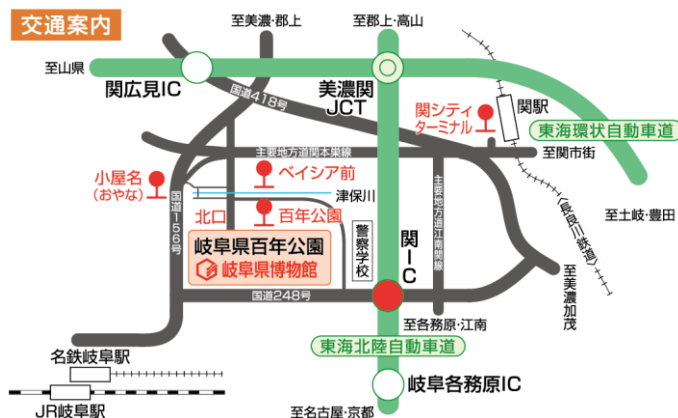 交通案内
至美濃・郡上
至郡上・高山
至山県
関広見IC
国道418号
美濃関
JCT
関シティ
ターミナル
関駅
東海環状自動車道
主要地方道関本巣線
至関市街
小屋名
(おやな)
ベイシア前
津保川
国道156号
北口
百年公園
警察学校
関IC
主要地方道江南関線
〈長良川鉄道〉
至土岐・豊田
岐阜県百年公園
岐阜県博物館
国道248号
至美濃加茂
至各務原・江南
東海北陸自動車道
名鉄岐阜駅
JR岐阜駅
岐阜各務原IC
至名古屋・京都